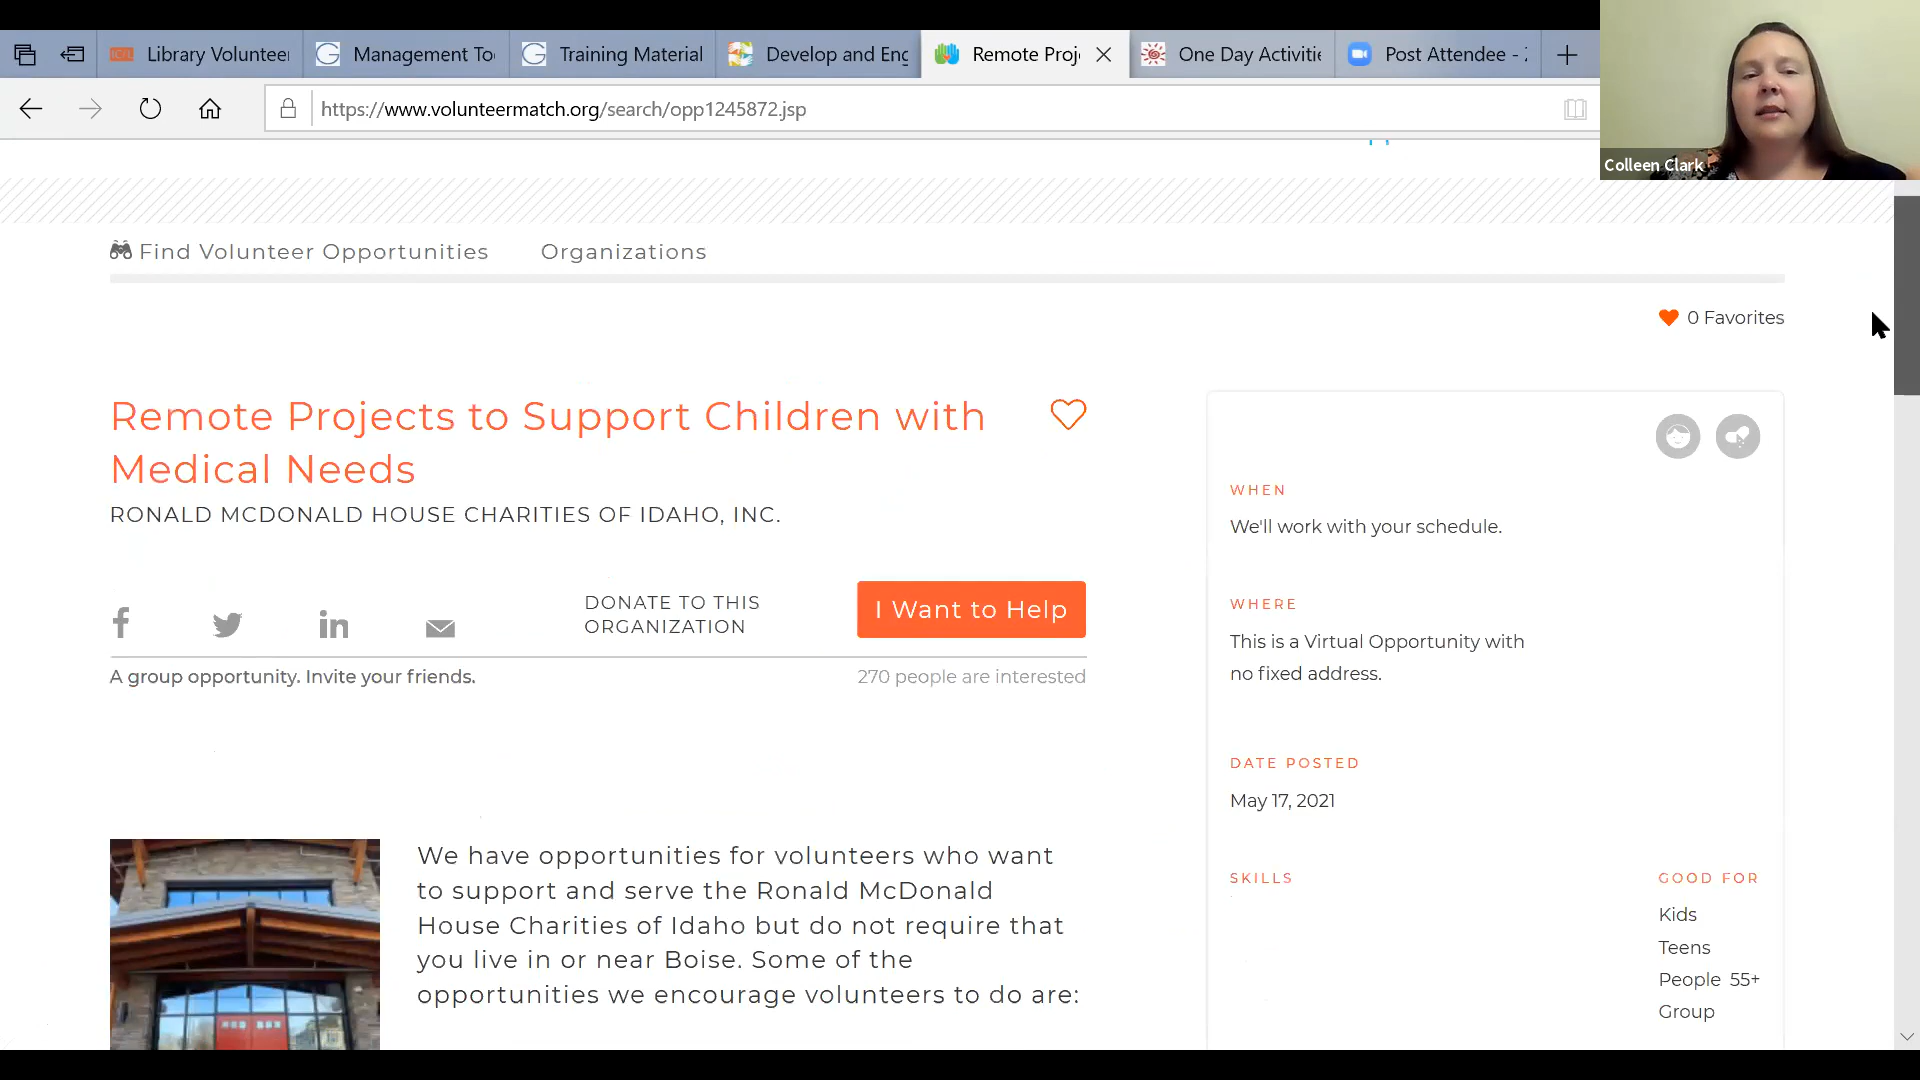 Library Volunteer
Management To
Training Material
Develop and Eng
Remote Proj
One Day Activitie
Post Attendee -
https://www.volunteermatch.org/search/opp1245872.jsp
Colleen Clark
Find Volunteer Opportunities
Organizations
0 Favorites
Remote Projects to Support Children with
Medical Needs
RONALD MCDONALD HOUSE CHARITIES OF IDAHO, INC.
DONATE TO THIS
ORGANIZATION
I Want to Help
A group opportunity. Invite your friends.
270 people are interested
We have opportunities for volunteers who want
to support and serve the Ronald McDonald
House Charities of Idaho but do not require that
you live in or near Boise. Some of the
opportunities we encourage volunteers to do are:
WHEN
We'll work with your schedule.
WHERE
This is a Virtual Opportunity with
no fixed address.
DATE POSTED
May 17, 2021
SKILLS
GOOD FOR
Kids
Teens
People 55+
Group